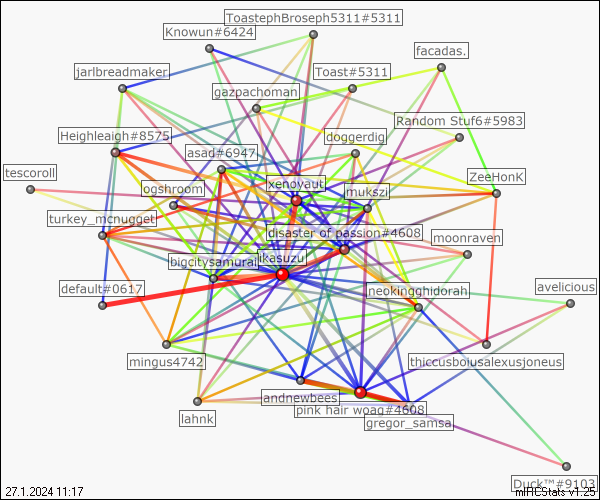 ToastephBroseph5311#5311
Knowun#6424
facadas.
jarlbreadmaker
Toast#5311
gazpachoman
Random Stuf6#5983
Heighleaigh#8575
doggerdig
asad#6947
tescoroll
xenovaut
ZeeHonK
ogshroom
mukszi
turkey_mcnugget
disaster of passion#4608
moonraven
bigcitysamurai
ikasuzu
default#0617
neokingghidorah
avelicious
mingus4742
thiccusboiusalexusjoneus
andnewbees
pink hair woag#4608
lahnk
gregor_samsa
Duck™#9103
27.1.2024 11:17
mIRCStats v1.25